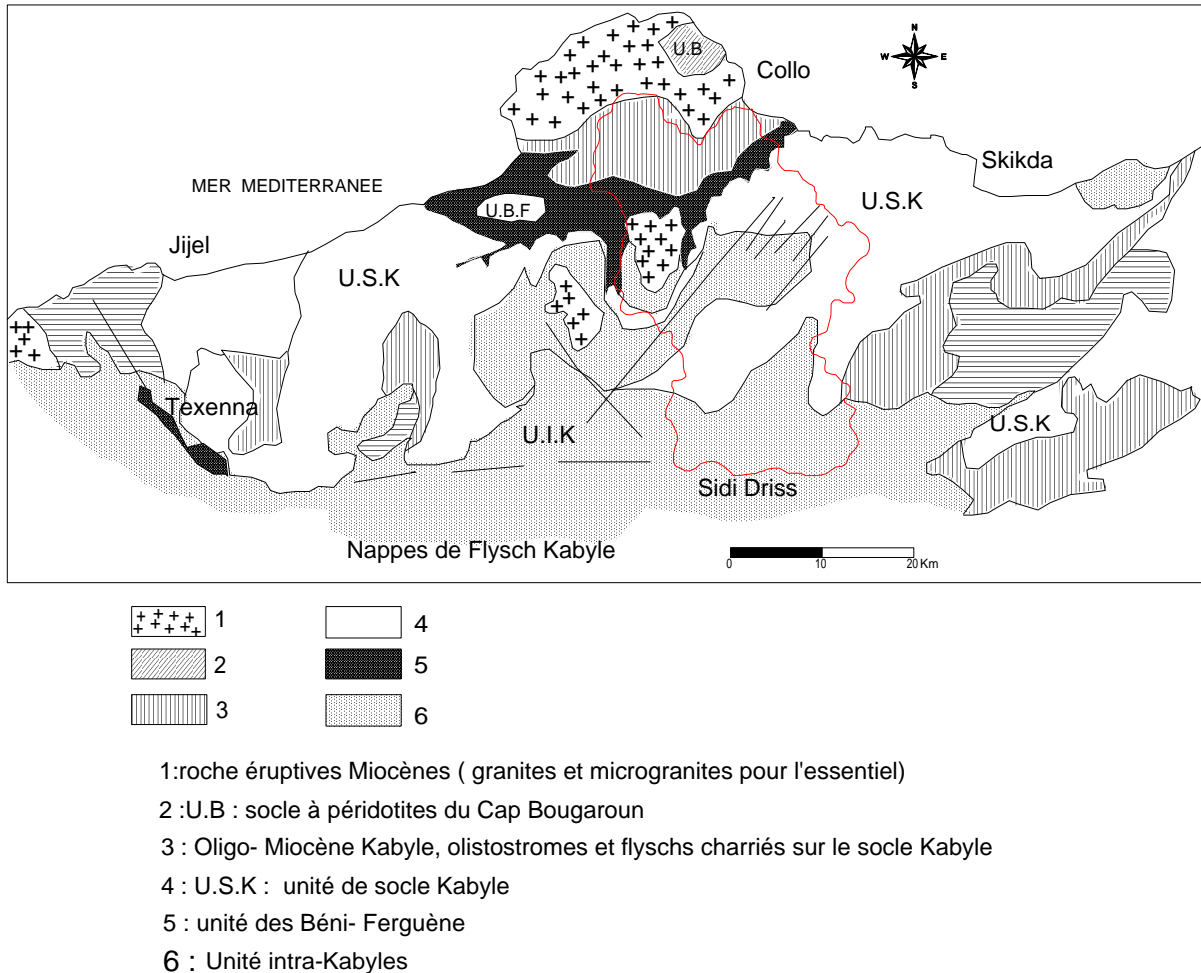 N
W E
S
U.B
Collo
Skikda
MER MEDITERRANEE
U.S.K
U.B.F
Jijel
U.S.K
Texenna
U.I.K
U.S.K
Sidi Driss
Nappes de Flysch Kabyle
0 10 20 Km
1
4
2
5
3
6
1:roche éruptives Miocènes ( granites et microgranites pour l'essentiel)
2 :U.B : socle à péridotites du Cap Bougaroun
3 : Oligo- Miocène Kabyle, olistostromes et flyschs charriés sur le socle Kabyle
4 : U.S.K : unité de socle Kabyle
5 : unité des Béni- Ferguène
6 : Unité intra-Kabyles